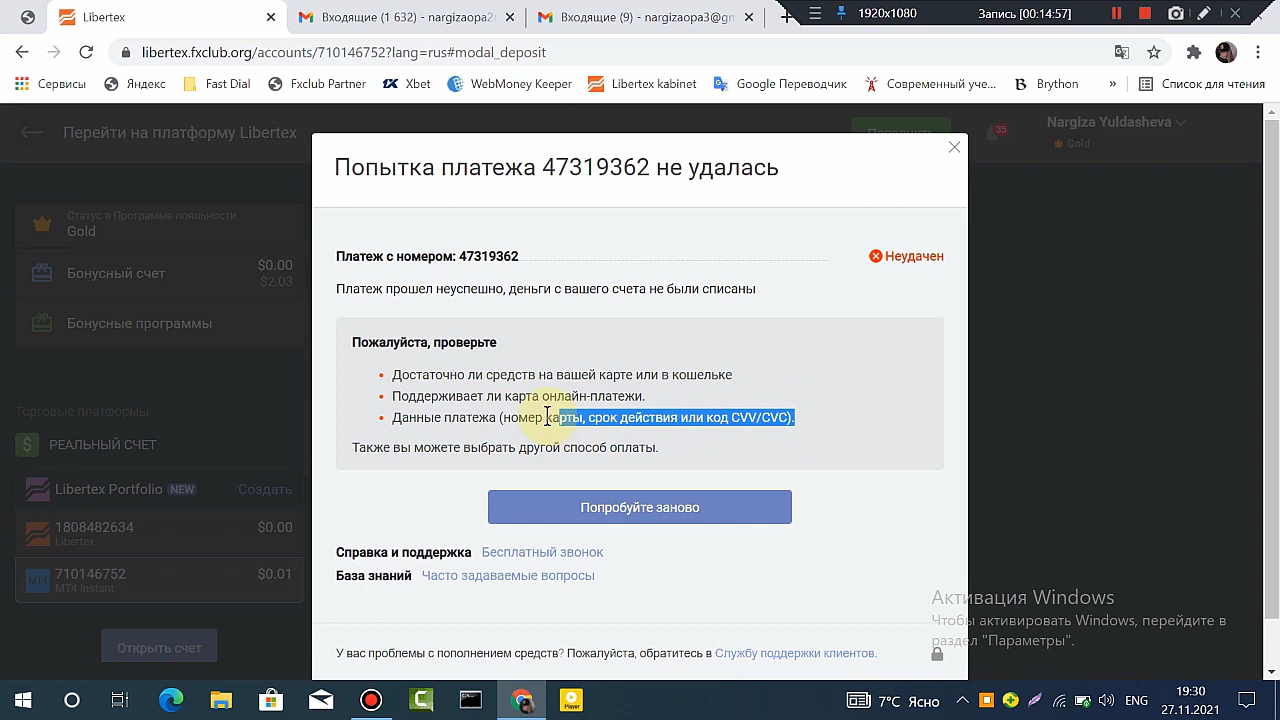 Libertex
Входящие (1 632) - nargizaopa2
Входящие (9) - nargizaopa3@gm
1920x1080
Запись [00:14:57]
libertex.fxclub.org/accounts/710146752?lang=rus#modal_deposit
Сервисы
Яндекс
Fast Dial
Fxclub Partner
Xbet
WebMoney Keeper
Libertex kabinet
Google Переводчик
Современный уче...
Brython
»
Список для чтения
Перейти на платформу Libertex
Пополнить
35
Nargiza Yuldasheva
Gold
Попытка платежа 47319362 не удалась
Статус в Программе лояльности
Gold
Бонусный счет
$0.00
$2.03
Бонусные программы
Платеж с номером: 47319362
Неудачен
Платеж прошел неуспешно, деньги с вашего счета не были списаны
Пожалуйста, проверьте
Достаточно ли средств на вашей карте или в кошельке
Поддерживает ли карта онлайн-платежи.
Данные платежа (номер карты, срок действия или код CVV/CVC).
Также вы можете выбрать другой способ оплаты.
Торговые платформы
РЕАЛЬНЫЙ СЧЕТ
Libertex Portfolio NEW
Создать
1808482634
$0.00
Libertex
MT4
710146752
$0.01
MT4 Instant
Открыть счет
Попробуйте заново
Справка и поддержка Бесплатный звонок
База знаний Часто задаваемые вопросы
У вас проблемы с пополнением средств? Пожалуйста, обратитесь в Службу поддержки клиентов.
Активация Windows
Чтобы активировать Windows, перейдите в
раздел "Параметры".
Player
7°C Ясно
ENG
19:30
27.11.2021